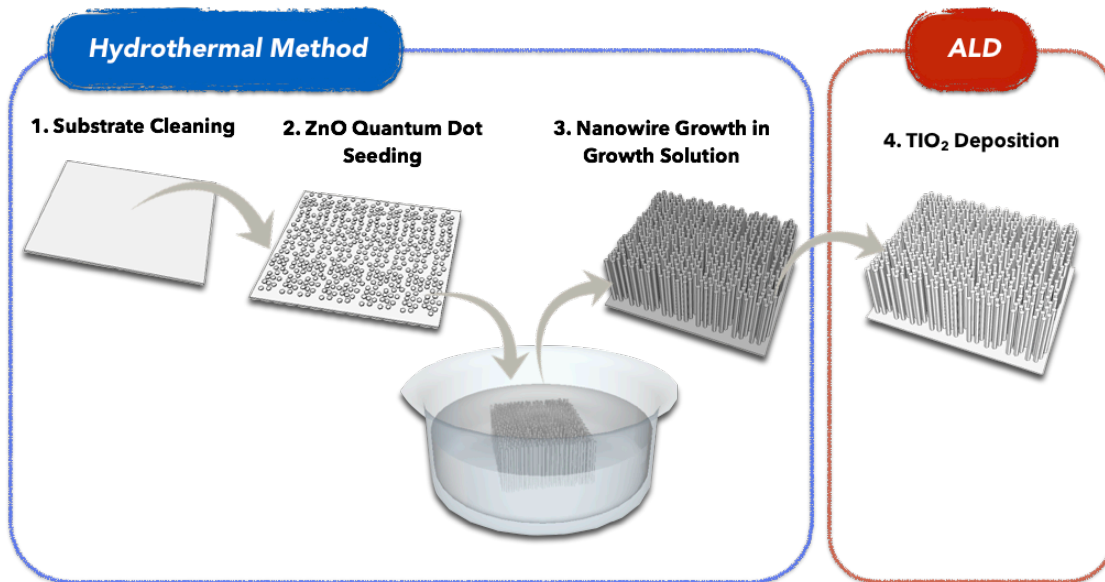 Hydrothermal Method
ALD
1. Substrate Cleaning
2. ZnO Quantum Dot
Seeding
3. Nanowire Growth in
Growth Solution
4. TIO₂ Deposition